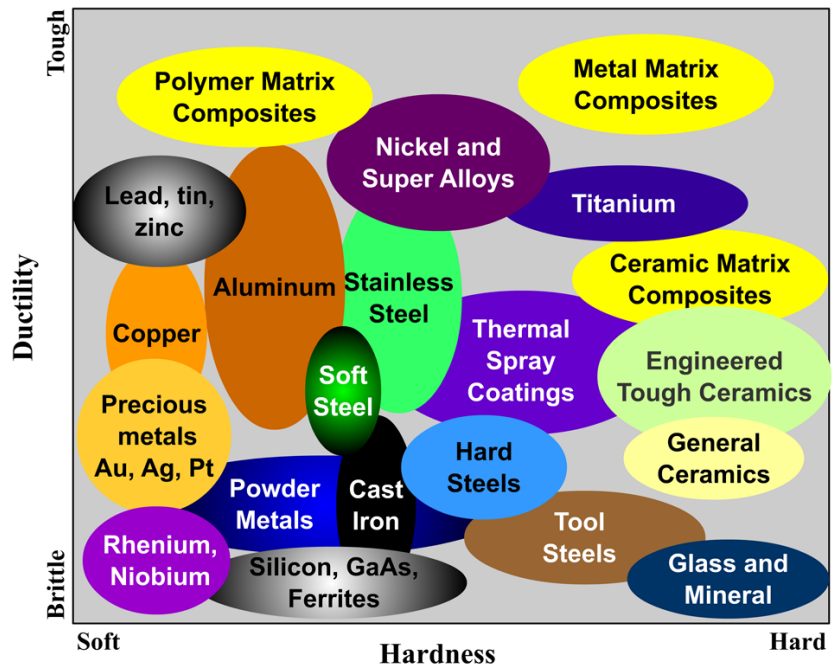 Tough
Polymer Matrix
Composites
Metal Matrix
Composites
Nickel and
Super Alloys
Lead, tin,
zinc
Titanium
Ductility
Aluminum
Stainless
Steel
Ceramic Matrix
Composites
Copper
Thermal
Spray
Coatings
Engineered
Tough Ceramics
Soft
Steel
Precious
metals
Au, Ag, Pt
Hard
Steels
General
Ceramics
Powder
Metals
Cast
Iron
Tool
Steels
Rhenium,
Niobium
Silicon, GaAs,
Ferrites
Glass and
Mineral
Brittle
Soft
Hardness
Hard